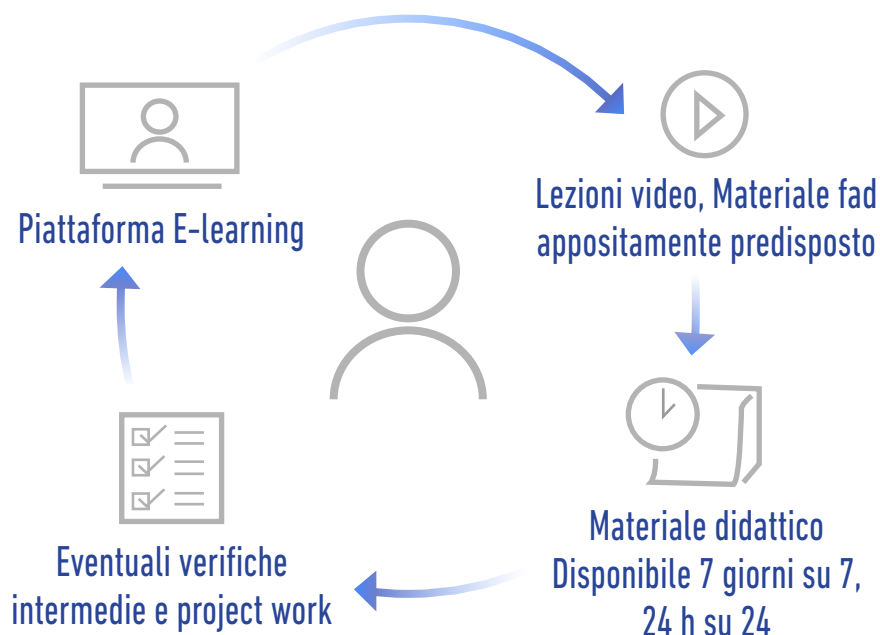 Piattaforma E-learning
Lezioni video, Materiale fad
appositamente predisposto
Materiale didattico
Disponibile 7 giorni su 7,
24 h su 24
Eventuali verifiche
intermedie e project work